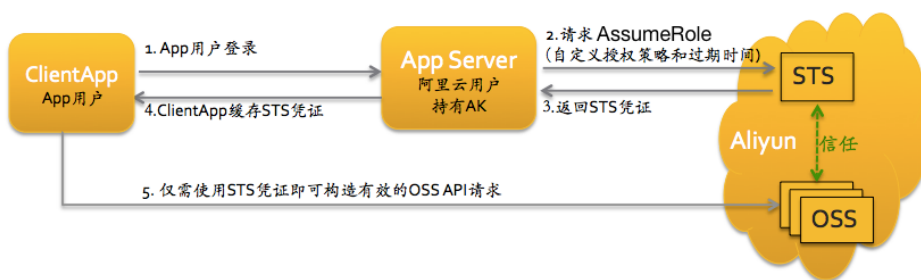 1. App用户登录
2.请求 AssumeRole
(自定义授权策略和过期时间)
ClientApp
App用户
App Server
阿里云用户
持有AK
STS
4.ClientApp缓存STS凭证
3.返回STS凭证
Aliyun
信任
5. 仅需使用STS凭证即可构造有效的OSS API请求
OSS